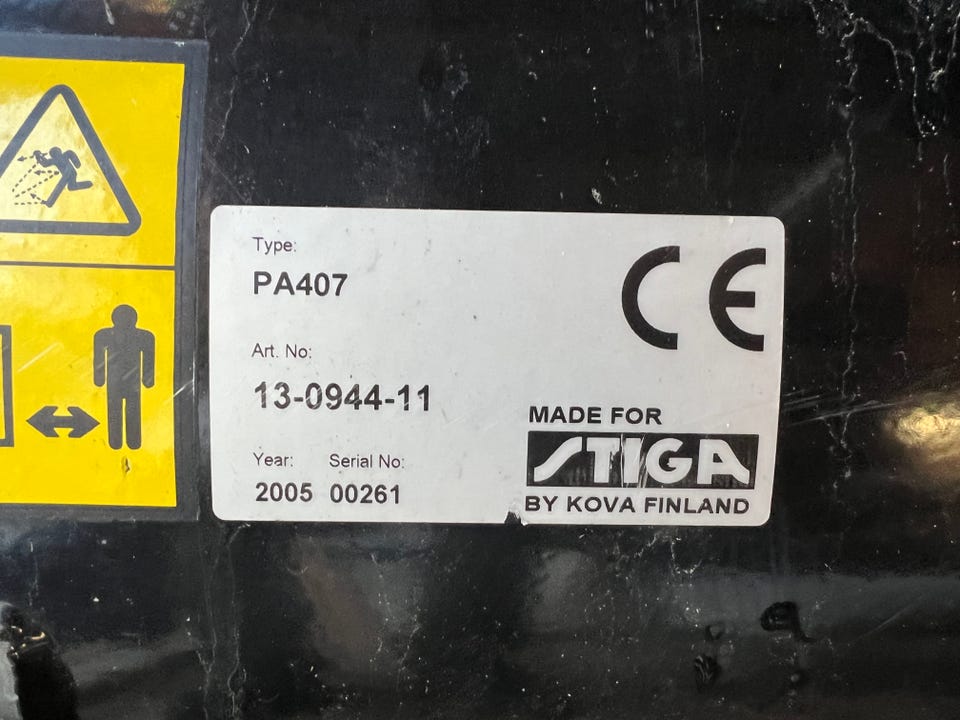 Type:
PA407
CE
Art. No:
13-0944-11
MADE FOR
STIGA
Year: Serial No:
2005 00261
BY KOVA FINLAND